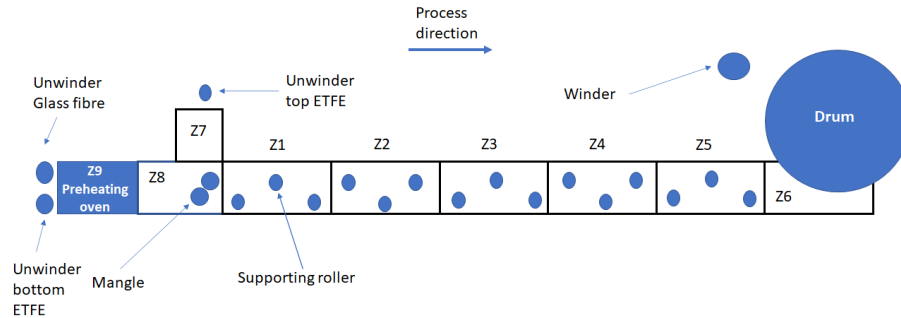 Process
direction
Unwinder
Glass fibre
Unwinder
top ETFE
Winder
Drum
Z7
Z1
Z2
Z3
Z4
Z5
Z9
Preheating
oven
Z8
Z6
Unwinder
bottom
ETFE
Mangle
Supporting roller